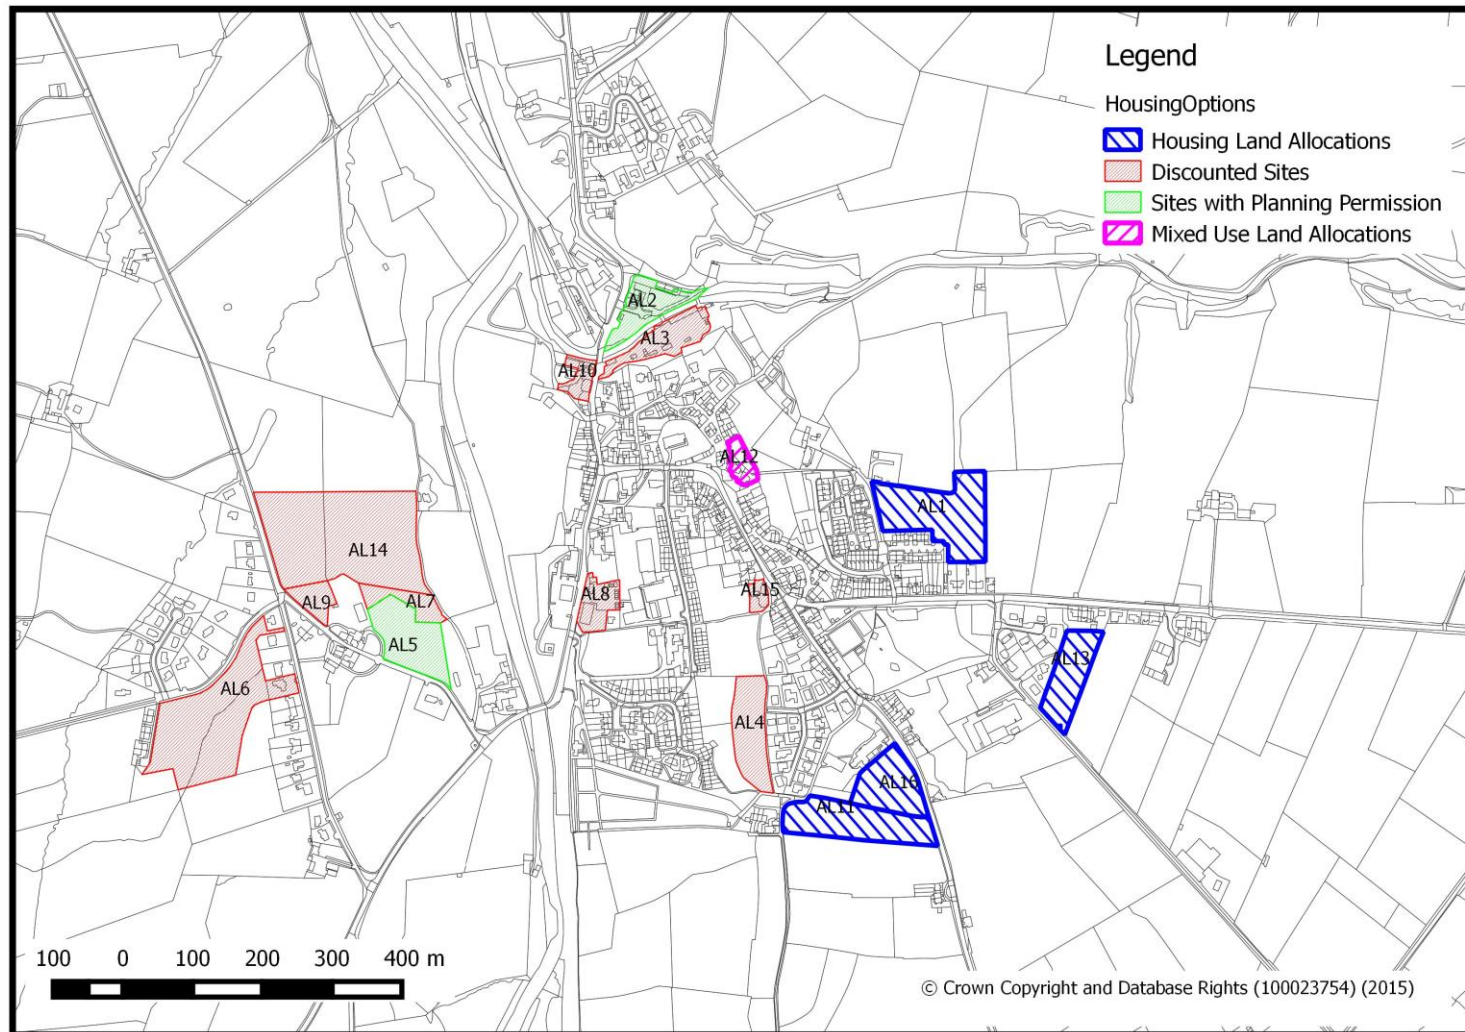 Legend
HousingOptions
Housing Land Allocations
Discounted Sites
Sites with Planning Permission
Mixed Use Land Allocations
AL2
AL3
AL10
AL12
AL1
AL14
AL9
AL7
AL8
AL15
AL5
AL13
AL6
AL4
AL16
AL11
100 0 100 200 300 400 m
© Crown Copyright and Database Rights (100023754) (2015)